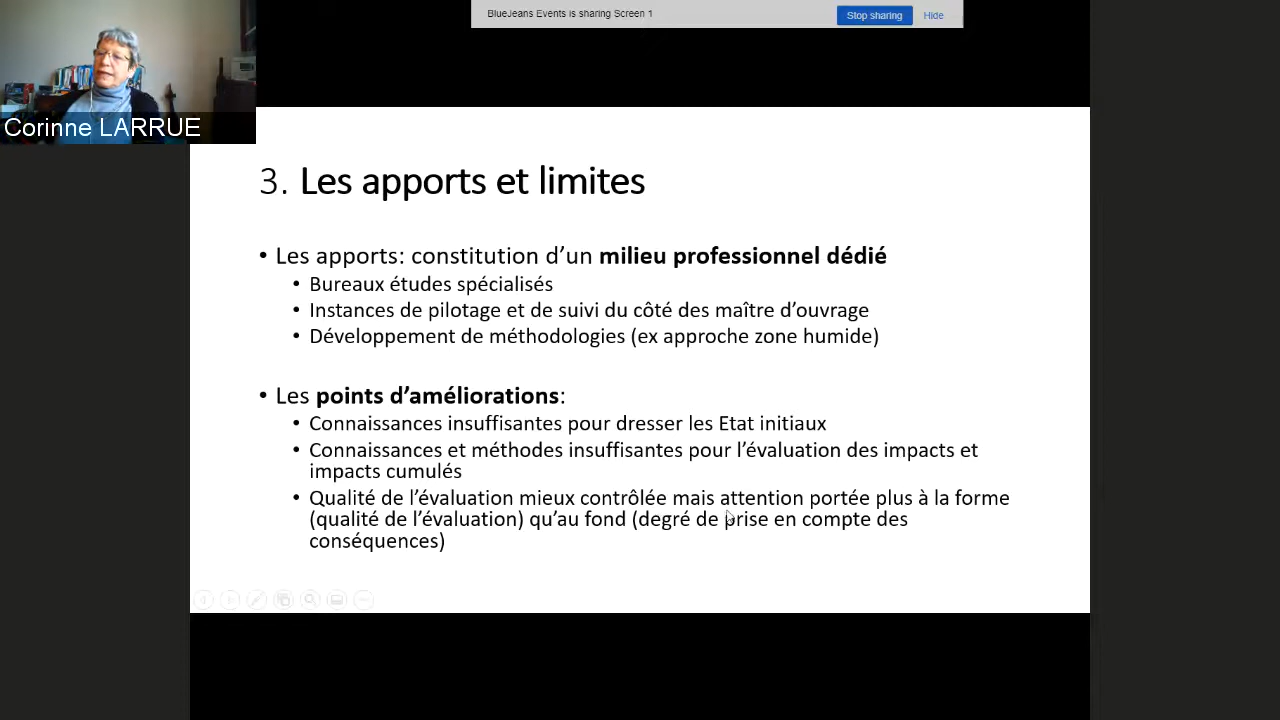 BlueJeans Events is sharing Screen 1
Stop sharing
Hide
Corinne LARRUE
3. Les apports et limites
• Les apports: constitution d’un milieu professionnel dédié
• Bureaux études spécialisés
• Instances de pilotage et de suivi du côté des maître d’ouvrage
• Développement de méthodologies (ex approche zone humide)
• Les points d’améliorations:
• Connaissances insuffisantes pour dresser les Etat initiaux
• Connaissances et méthodes insuffisantes pour l’évaluation des impacts et
impacts cumulés
• Qualité de l’évaluation mieux contrôlée mais attention portée plus à la forme
(qualité de l’évaluation) qu’au fond (degré de prise en compte des
conséquences)